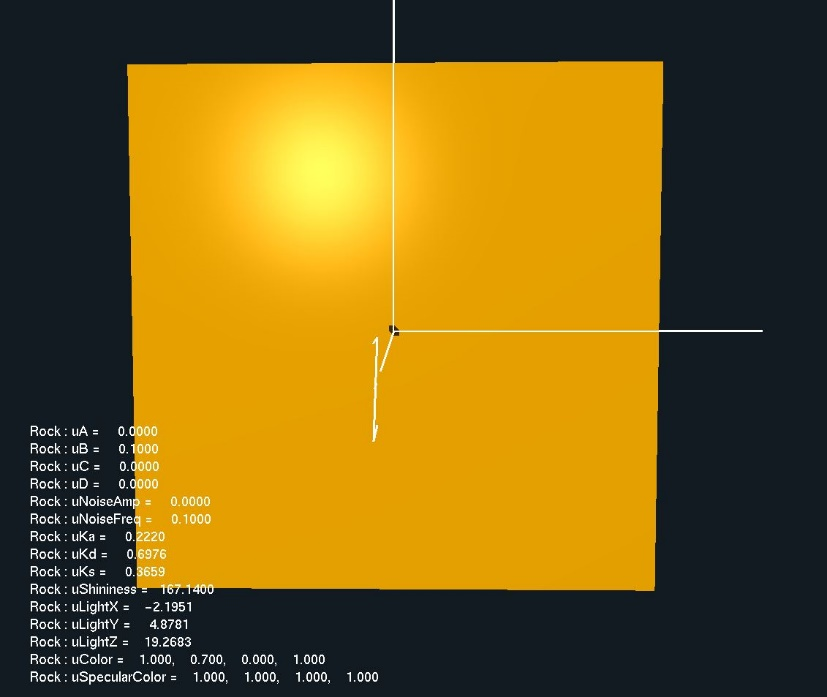 Rock : uA = 0.0000
Rock : uB = 0.1000
Rock : uC = 0.0000
Rock : uD = 0.0000
Rock : uNoiseAmp = 0.0000
Rock : uNoiseFreq = 0.1000
Rock : uKa = 0.2220
Rock : uKd = 0.6976
Rock : uKs = 0.3659
Rock : uShininess = 167.1400
Rock : uLightX = -2.1951
Rock : uLightY = 4.8781
Rock : uLightZ = 19.2683
Rock : uColor = 1.000, 0.700, 0.000, 1.000
Rock : uSpecularColor = 1.000, 1.000, 1.000, 1.000